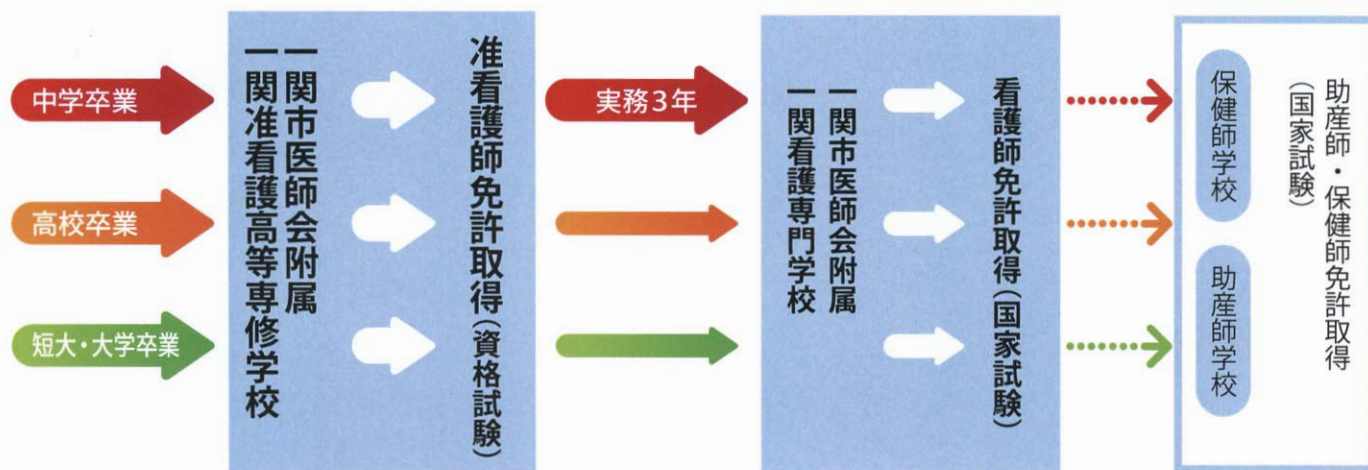 中学卒業
高校卒業
短大・大学卒業
一関市医師会附属
一関准看護高等専修学校
准看護師免許取得(資格試験)
実務3年
一関市医師会附属
一関看護専門学校
看護師免許取得(国家試験)
保健師学校
助産師学校
助産師・保健師免許取得
(国家試験)